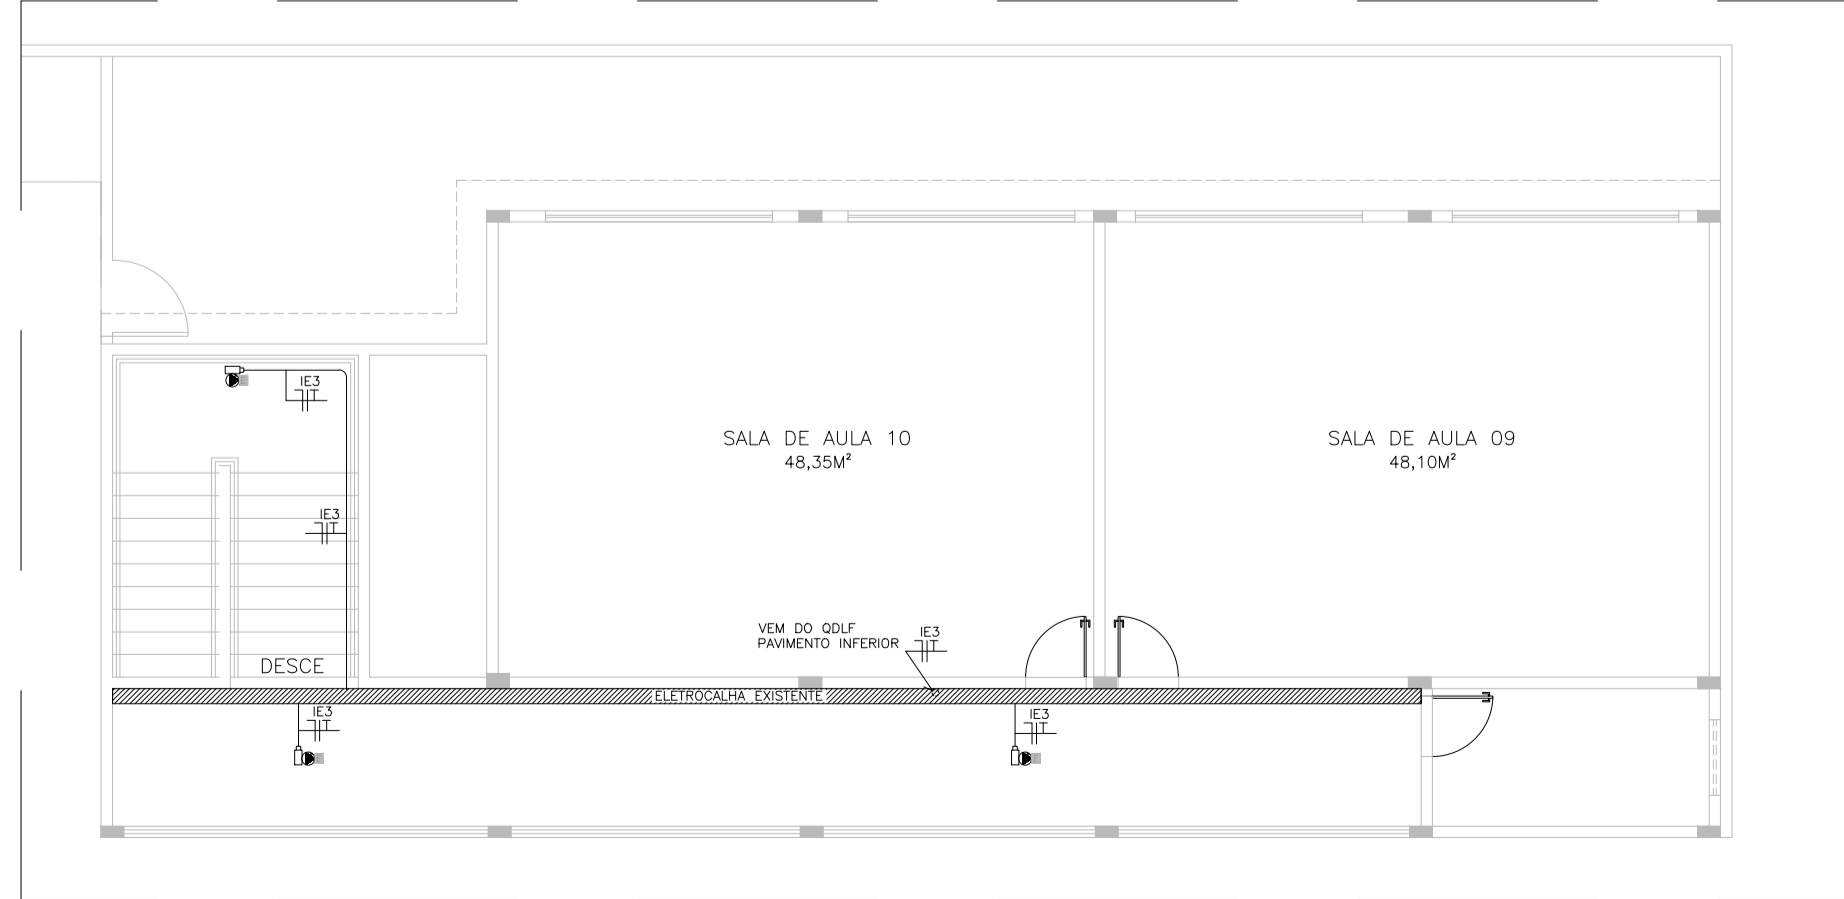 IE3
SALA DE AULA 10
48,35M²
SALA DE AULA 09
48,10M²
IE3
VEM DO QDLF
PAVIMENTO INFERIOR
IE3
DESCE
ELETROCALHA EXISTENTE
IE3
IE3